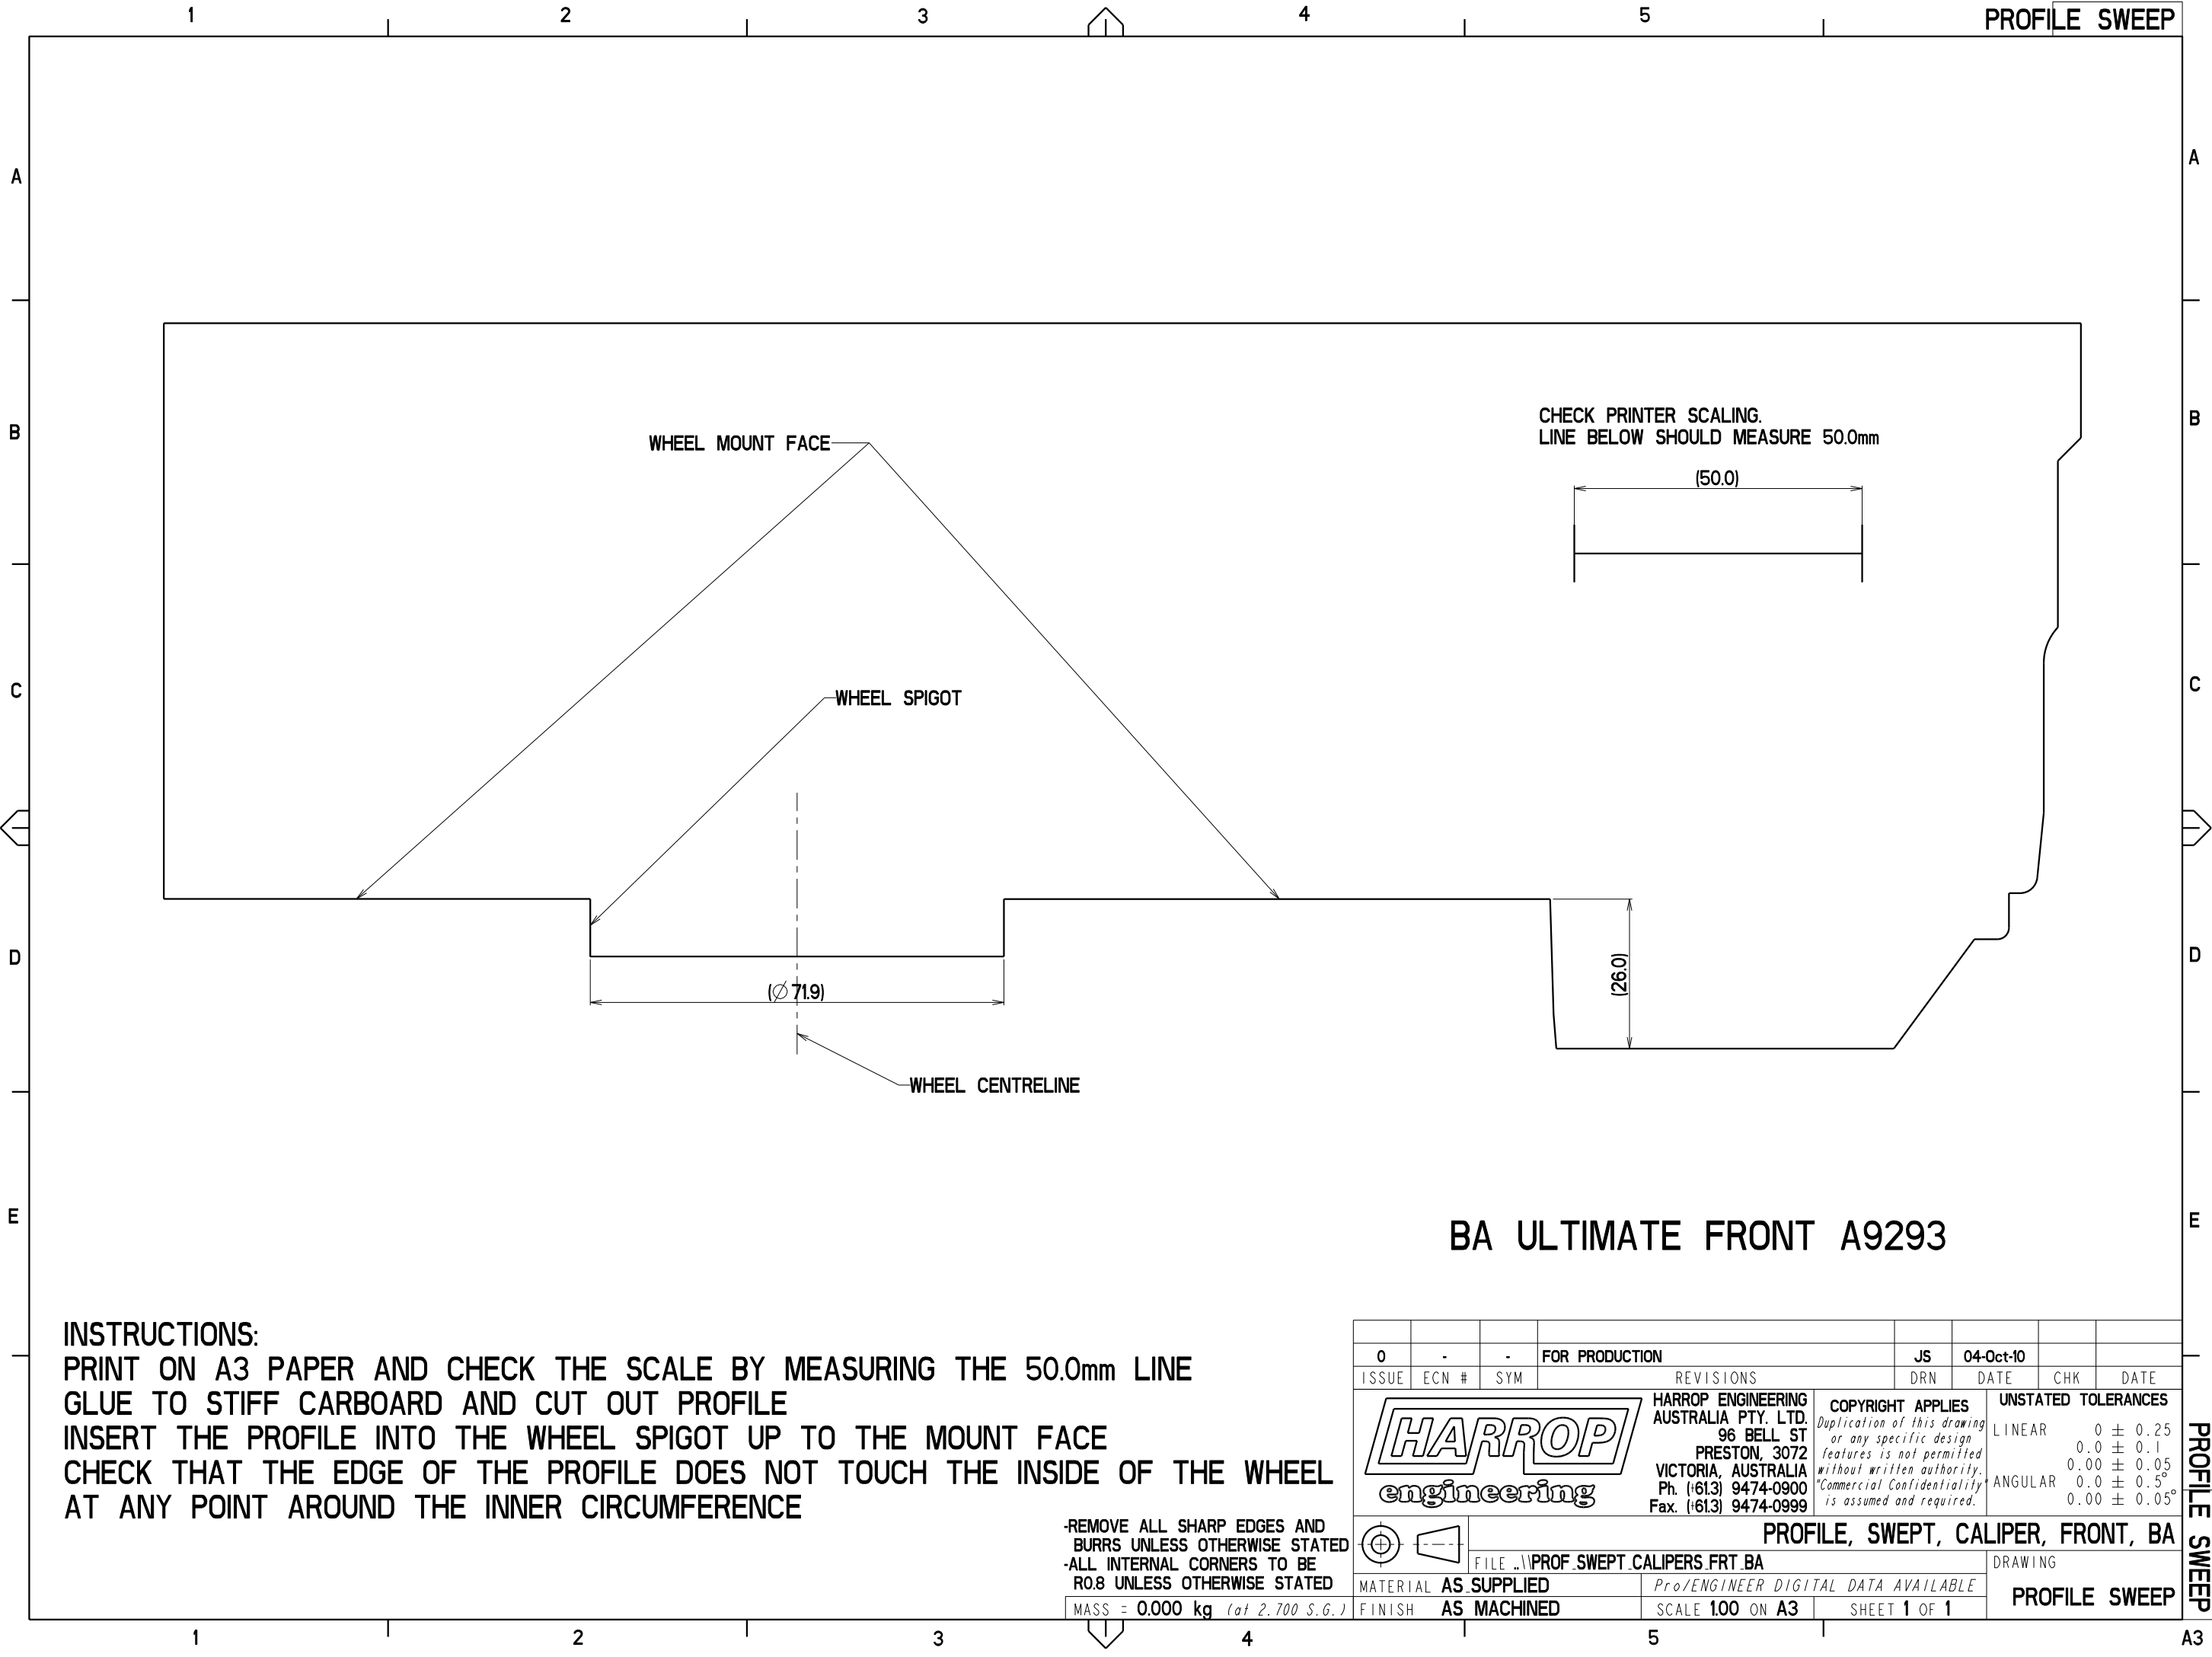 1 2 3 4 5
PROFILE SWEEP
A A
B B
C C
D D
E E
CHECK PRINTER SCALING.
LINE BELOW SHOULD MEASURE 50.0mm
(50.0)
WHEEL MOUNT FACE
WHEEL SPIGOT
(Ø 71.9)
(26.0)
WHEEL CENTRELINE
BA ULTIMATE FRONT A9293
INSTRUCTIONS:
PRINT ON A3 PAPER AND CHECK THE SCALE BY MEASURING THE 50.0mm LINE
GLUE TO STIFF CARBOARD AND CUT OUT PROFILE
INSERT THE PROFILE INTO THE WHEEL SPIGOT UP TO THE MOUNT FACE
CHECK THAT THE EDGE OF THE PROFILE DOES NOT TOUCH THE INSIDE OF THE WHEEL
AT ANY POINT AROUND THE INNER CIRCUMFERENCE
-REMOVE ALL SHARP EDGES AND
BURRS UNLESS OTHERWISE STATED
-ALL INTERNAL CORNERS TO BE
R0.8 UNLESS OTHERWISE STATED
MASS = 0.000 kg (at 2.700 S.G.)
0 - - FOR PRODUCTION JS 04-Oct-10
ISSUE ECN # SYM REVISIONS DRN DATE CHK DATE
HARROP
engineering
HARROP ENGINEERING
AUSTRALIA PTY. LTD.
96 BELL ST
PRESTON, 3072
VICTORIA, AUSTRALIA
Ph. (+613) 9474-0900
Fax. (+613) 9474-0999
COPYRIGHT APPLIES
Duplication of this drawing
or any specific design
features is not permitted
without written authority.
"Commercial Confidentiality"
is assumed and required.
UNSTATED TOLERANCES
LINEAR 0 ± 0.25
0.0 ± 0.1
0.00 ± 0.05
ANGULAR 0.0 ± 0.5°
0.00 ± 0.05°
PROFILE, SWEPT, CALIPER, FRONT, BA
FILE ..\\PROF_SWEPT_CALIPERS_FRT_BA
DRAWING
PROFILE SWEEP
MATERIAL AS_SUPPLIED
Pro/ENGINEER DIGITAL DATA AVAILABLE
FINISH AS MACHINED
SCALE 1.00 ON A3
SHEET 1 OF 1
PROFILE SWEEP
1 2 3 4 5
A3